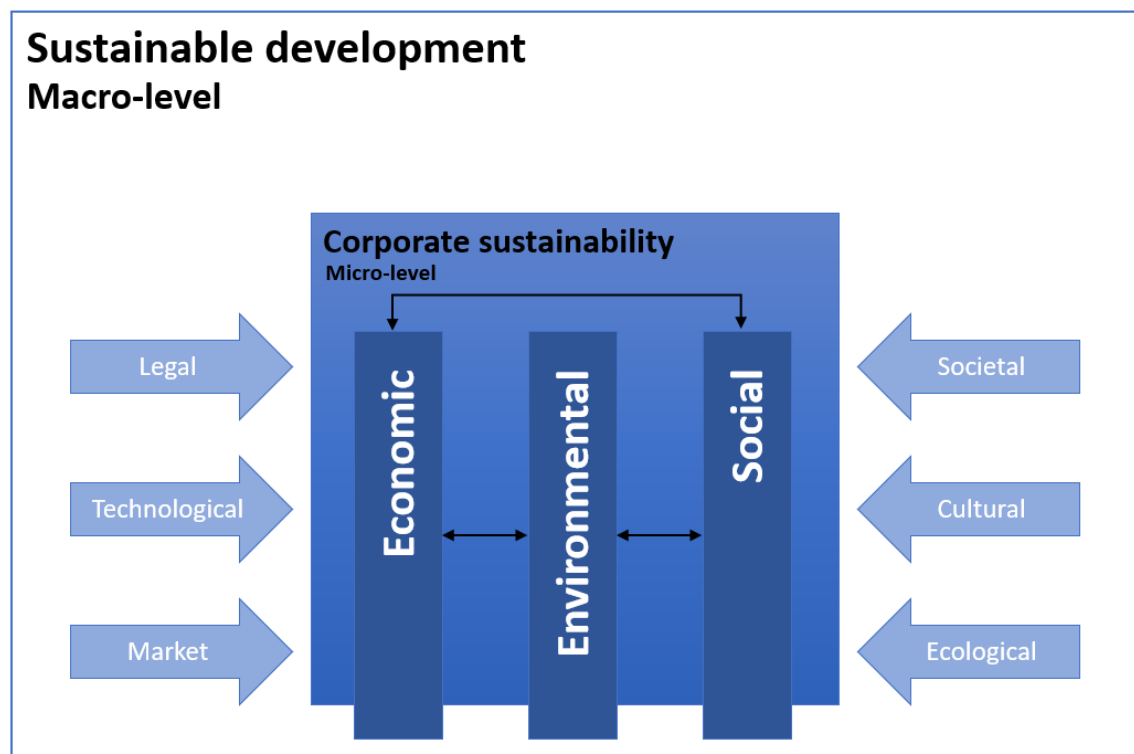 Sustainable development
Macro-level
Corporate sustainability
Micro-level
Legal
Technological
Market
Economic
Environmental
Social
Societal
Cultural
Ecological